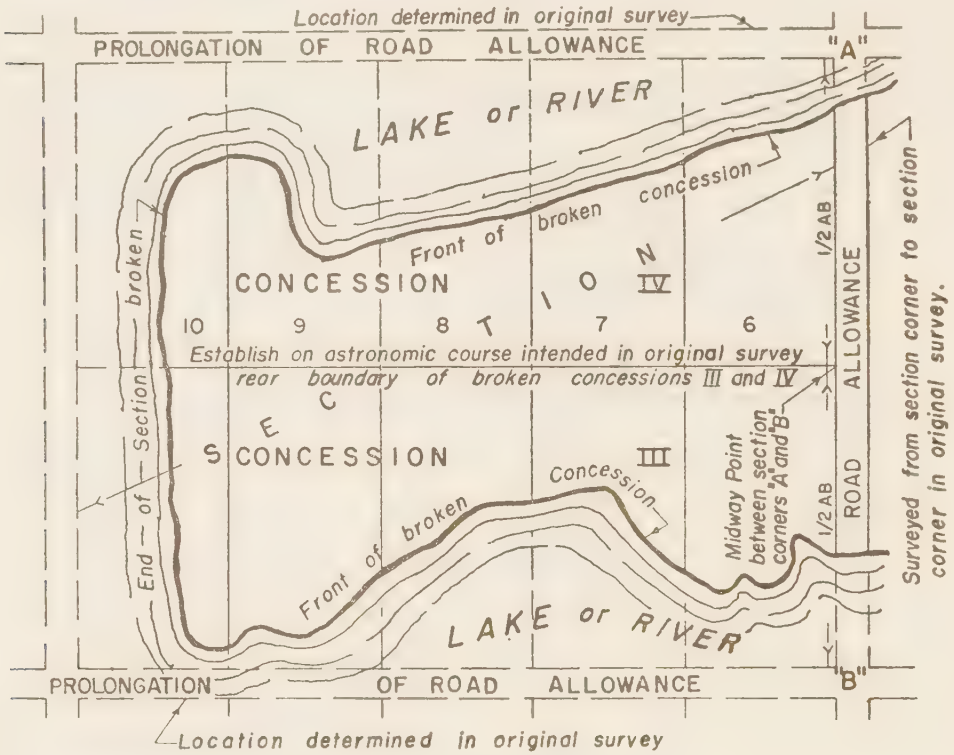 Location determined in original survey
PROLONGATION OF ROAD ALLOWANCE
"A"
LAKE or RIVER
broken
Front of broken concession
1/2 AB
SECTION
CONCESSION IV
10 9 8 7 6
Establish on astronomic course intended in original survey
rear boundary of broken concessions III and IV
CONCESSION III
End - of - Section
Front of broken Concession
Midway Point
between section
corners "A" and "B"
1/2 AB
ROAD ALLOWANCE
Surveyed from section corner to section
corner in original survey.
LAKE or RIVER
PROLONGATION OF ROAD ALLOWANCE
"B"
Location determined in original survey